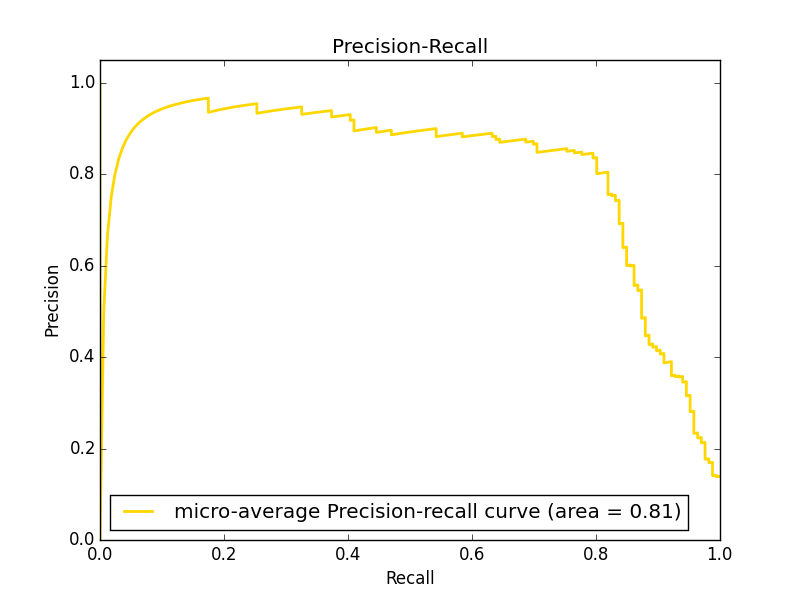 Precision-Recall
1.0
0.8
0.6
0.4
0.2
0.0
Precision
micro-average Precision-recall curve (area = 0.81)
0.0 0.2 0.4 0.6 0.8 1.0
Recall